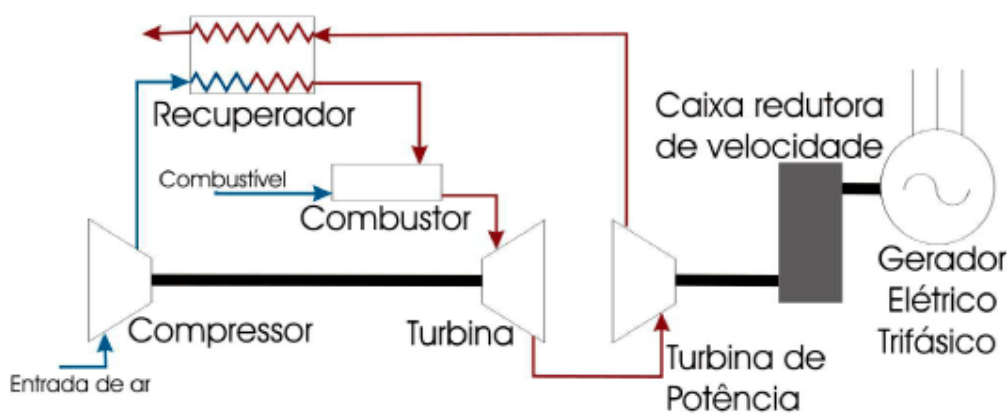 Recuperador
Caixa redutora
de velocidade
Combustível
Combustor
Compressor
Turbina
Gerador
Elétrico
Trifásico
Turbina de
Potência
Entrada de ar